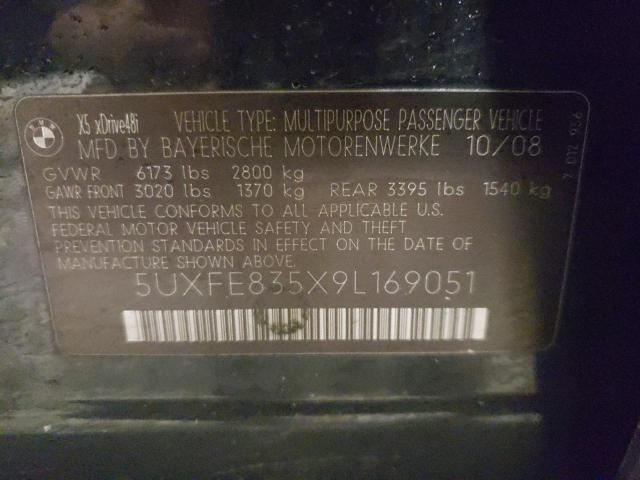 BMW
X5 xDrive48i VEHICLE TYPE: MULTIPURPOSE PASSENGER VEHICLE
MFD BY BAYERISCHE MOTORENWERKE 10/08
GVWR 6173 lbs 2800 kg
GAWR FRONT 3020 lbs 1370 kg REAR 3395 lbs 1540 kg
THIS VEHICLE CONFORMS TO ALL APPLICABLE U.S.
FEDERAL MOTOR VEHICLE SAFETY AND THEFT
PREVENTION STANDARDS IN EFFECT ON THE DATE OF
MANUFACTURE SHOWN ABOVE.
5UXFE835X9L169051